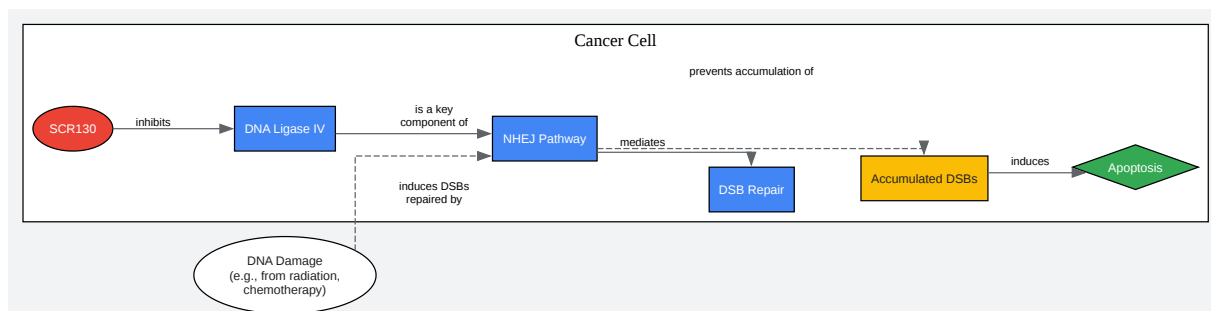 Cancer Cell
prevents accumulation of
SCR130
inhibits
DNA Ligase IV
is a key
component of
NHEJ Pathway
mediates
DSB Repair
Accumulated DSBs
induces
Apoptosis
induces DSBs
repaired by
DNA Damage
(e.g., from radiation,
chemotherapy)